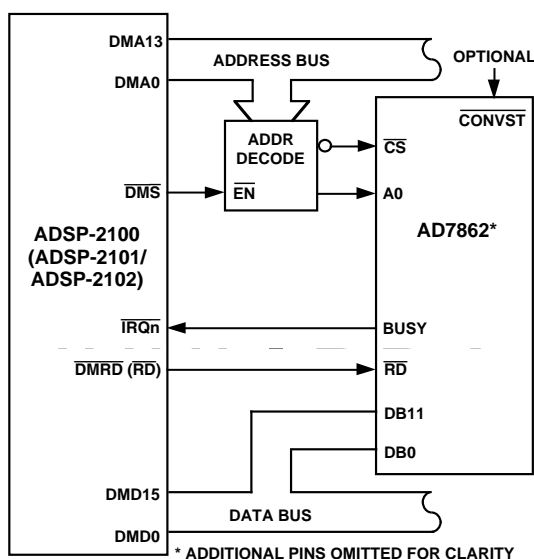 DMA13
ADDRESS BUS
OPTIONAL
DMA0
CONVST
ADDR
DECODE
CS
DMS
EN
A0
ADSP-2100
(ADSP-2101/
ADSP-2102)
AD7862*
IRQn
BUSY
DMRD (RD)
RD
DB11
DB0
DMD15
DATA BUS
DMD0
* ADDITIONAL PINS OMITTED FOR CLARITY